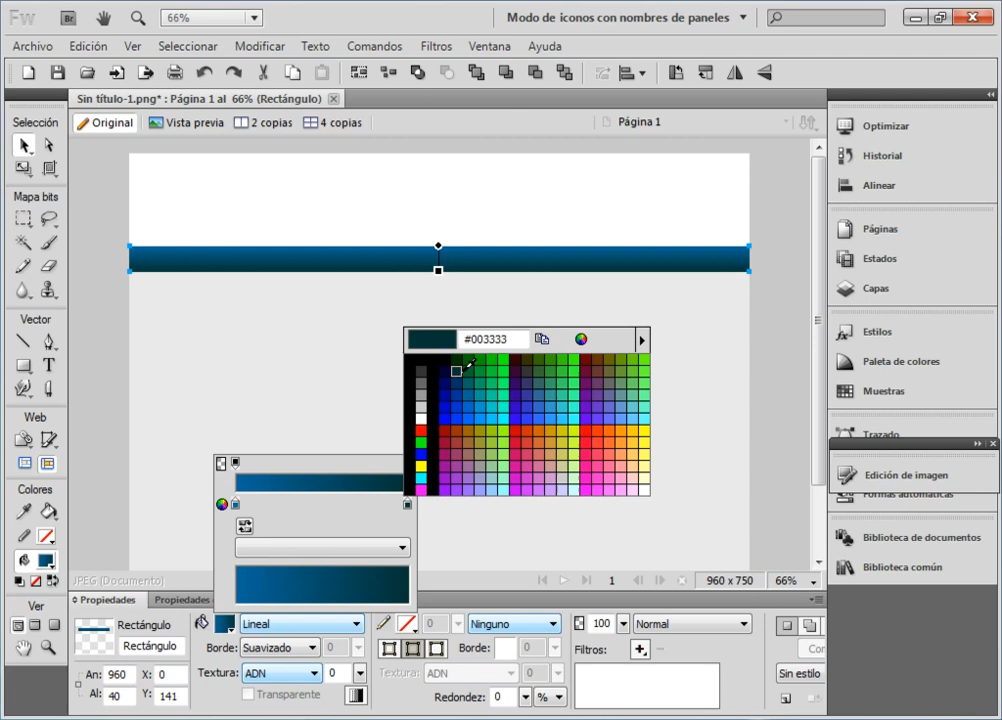 Fw Br 66% Modo de iconos con nombres de paneles
Archivo Edición Ver Seleccionar Modificar Texto Comandos Filtros Ventana Ayuda
Sin título-1.png* : Página 1 al 66% (Rectángulo)
Selección
Original Vista previa 2 copias 4 copias Página 1
Optimizar
Historial
Alinear
Mapa bits
Páginas
Estados
Capas
Vector
Estilos
#003333
Paleta de colores
Muestras
Web
Trazado
Edición de imagen
Colores
Formas automáticas
Biblioteca de documentos
Biblioteca común
JPEG (Documento) 1 960 x 750 66%
Ver
Propiedades Propiedades
Rectángulo Lineal 0 Ninguno 100 Normal
Rectángulo Borde: Suavizado 0 Borde: 0 Filtros:
An: 960 X: 0 Textura: ADN 0 Textura: ADN 0 Sin estilo
Al: 40 Y: 141 Transparente Redondez: 0 %